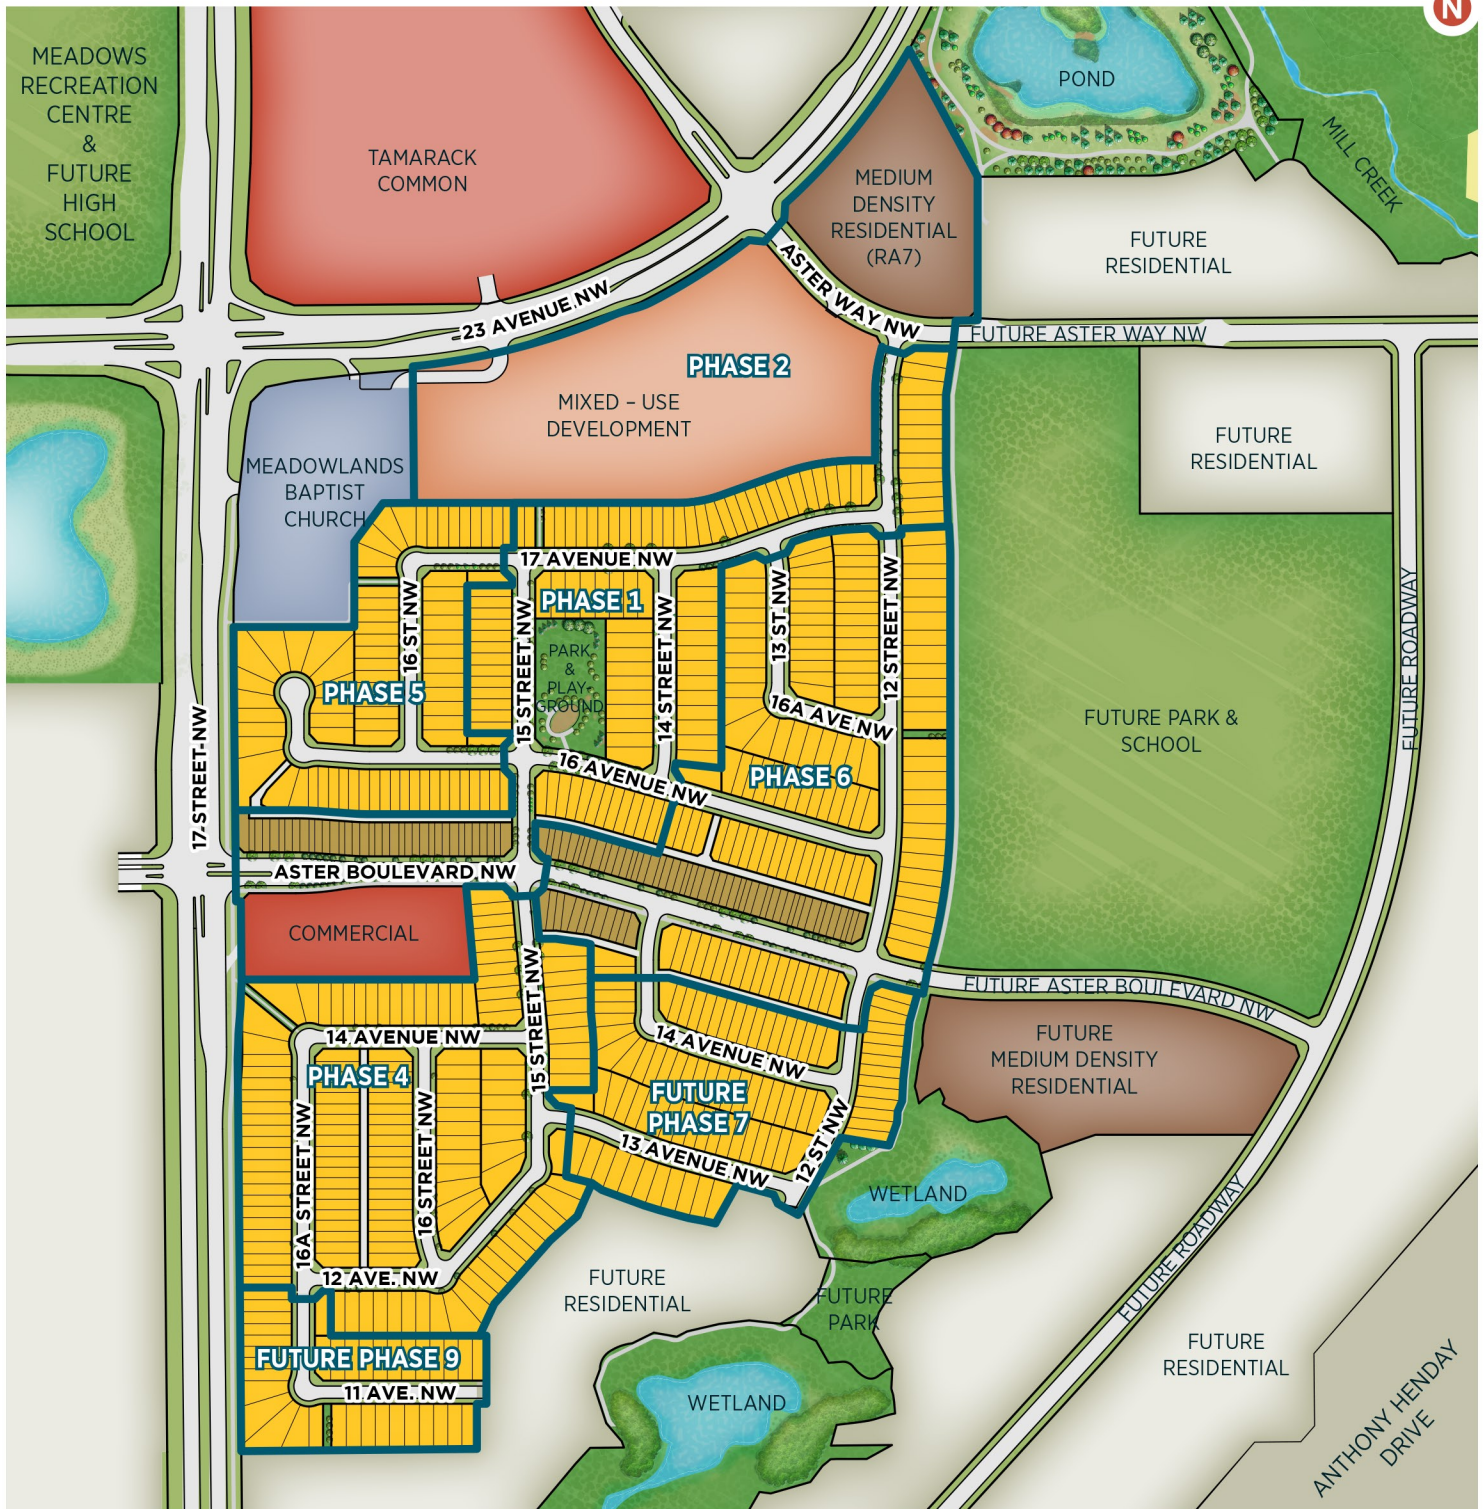 N
MEADOWS
RECREATION
CENTRE
&
FUTURE
HIGH
SCHOOL
TAMARACK
COMMON
POND
MILL CREEK
MEDIUM
DENSITY
RESIDENTIAL
(RA7)
FUTURE
RESIDENTIAL
23 AVENUE NW
ASTER WAY NW
FUTURE ASTER WAY NW
PHASE 2
MIXED – USE
DEVELOPMENT
FUTURE
RESIDENTIAL
MEADOWLANDS
BAPTIST
CHURCH
17 AVENUE NW
PHASE 1
16 ST NW
15 STREET NW
14 STREET NW
13 ST NW
12 STREET NW
PARK
&
PLAY-
GROUND
PHASE 5
16A AVE NW
17 STREET NW
FUTURE PARK &
SCHOOL
FUTURE ROADWAY
16 AVENUE NW
PHASE 6
ASTER BOULEVARD NW
COMMERCIAL
FUTURE ASTER BOULEVARD NW
15 STREET NW
14 AVENUE NW
14 AVENUE NW
FUTURE
MEDIUM DENSITY
RESIDENTIAL
PHASE 4
FUTURE
PHASE 7
16A STREET NW
16 STREET NW
13 AVENUE NW
12 ST NW
WETLAND
FUTURE ROADWAY
12 AVE. NW
FUTURE
RESIDENTIAL
FUTURE
PARK
FUTURE
RESIDENTIAL
FUTURE PHASE 9
11 AVE. NW
WETLAND
ANTHONY HENDAY
DRIVE